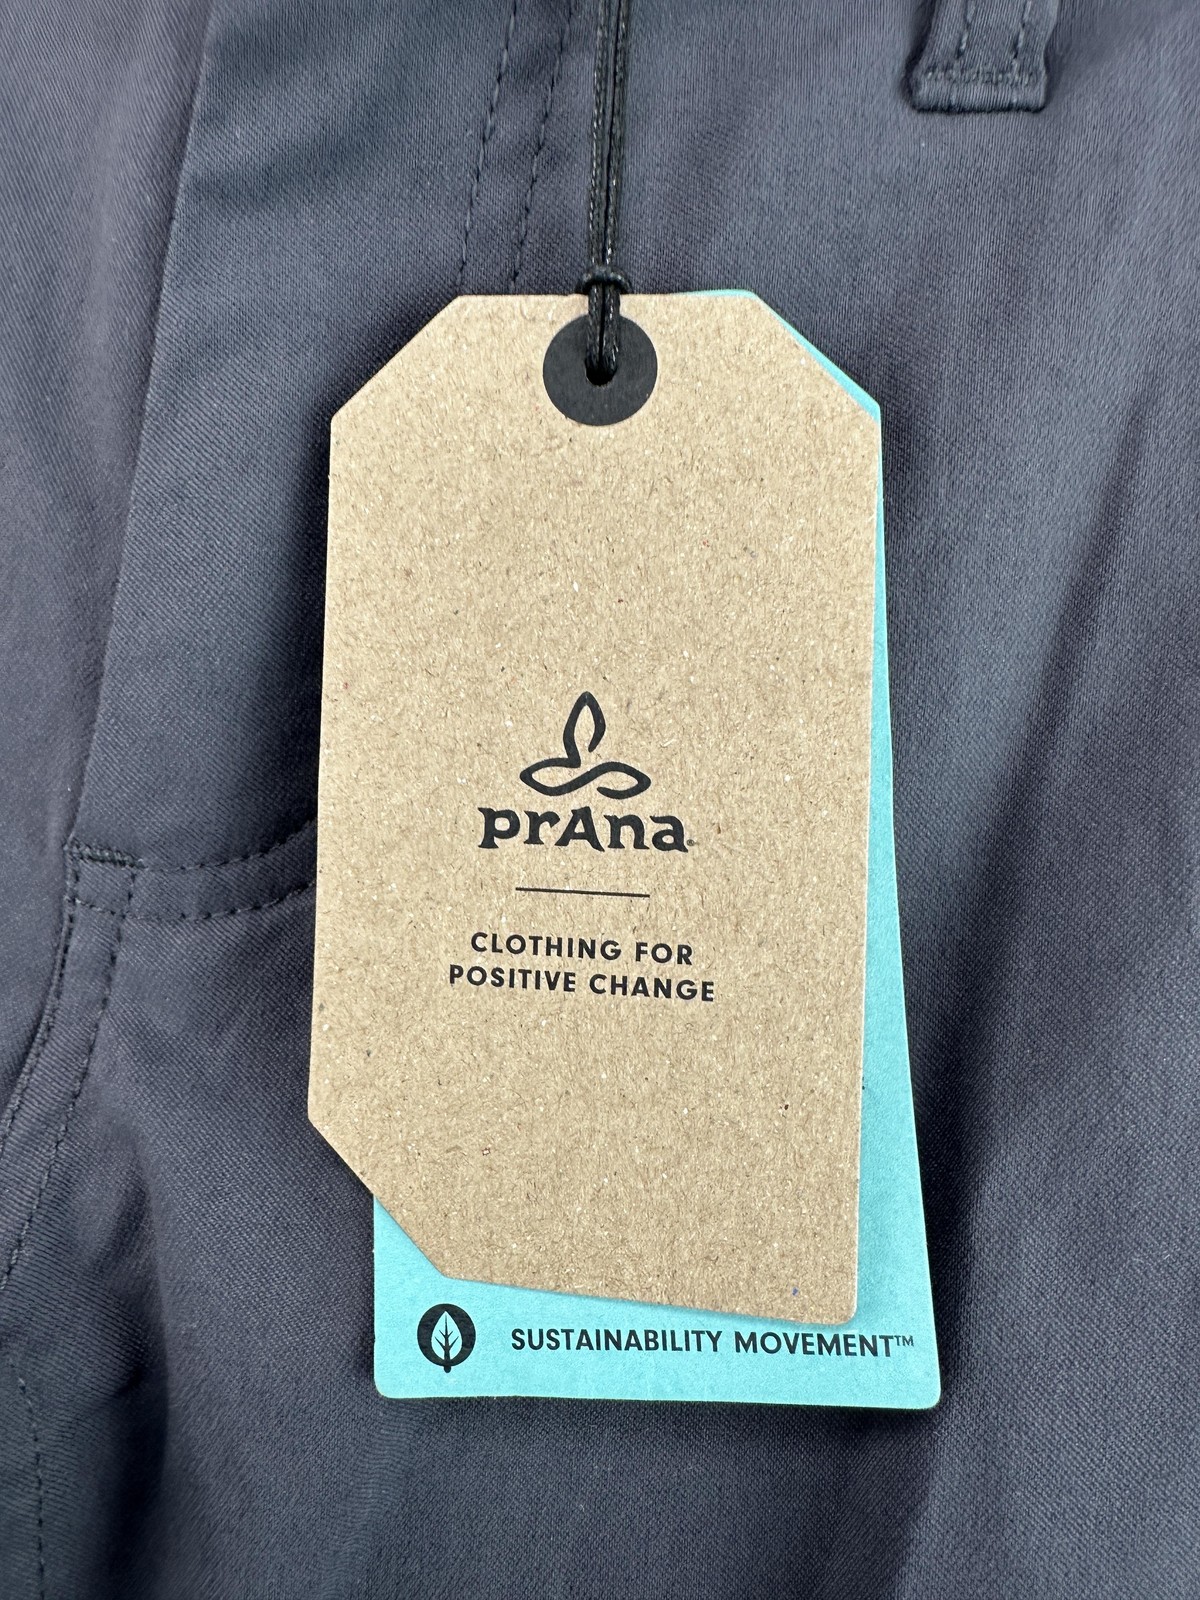 prAna®
CLOTHING FOR
POSITIVE CHANGE
SUSTAINABILITY MOVEMENT™